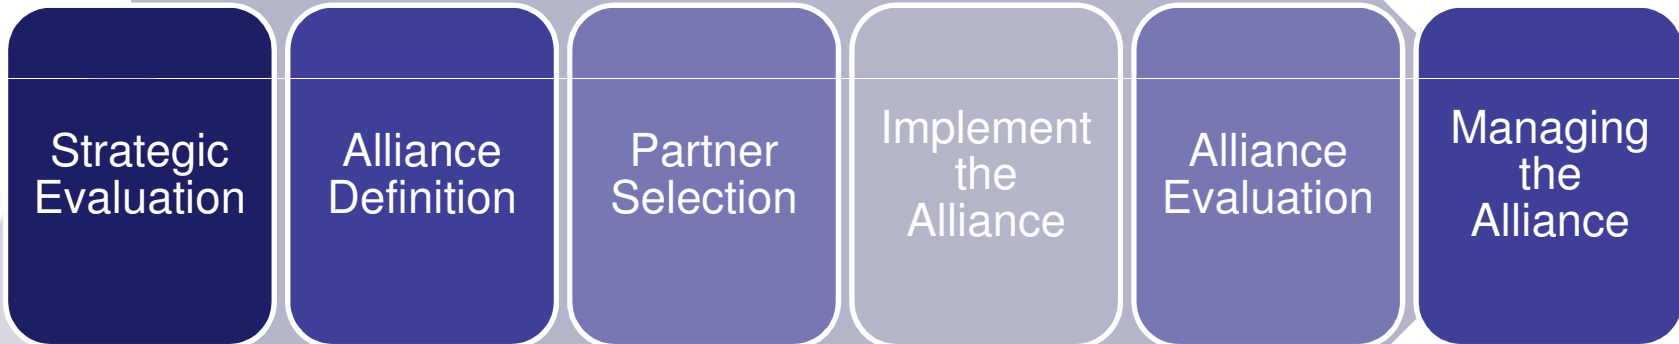 Strategic
Evaluation
Alliance
Definition
Partner
Selection
Implement
the
Alliance
Alliance
Evaluation
Managing
the
Alliance